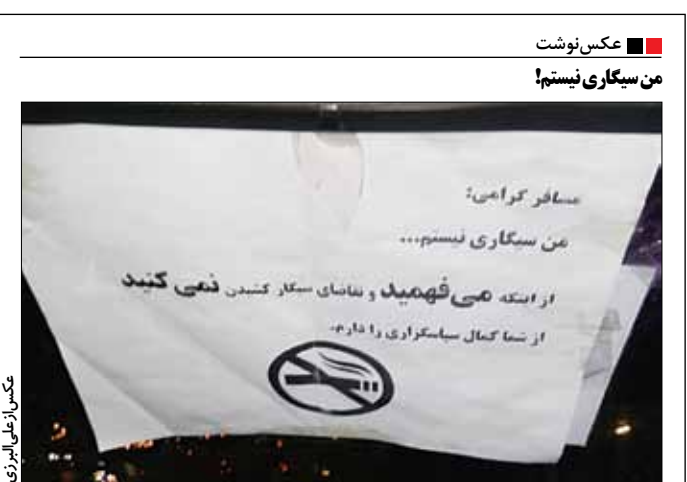 عکس‌نوشت
من سیگاری نیستم!
مسافر گرامی:
من سیگاری نیستم...
از اینکه می‌فهمید و تقاضای سیگار کشیدن نمی کنید
از شما کمال سپاسگزاری را دارم.
عکس از علی البرزی